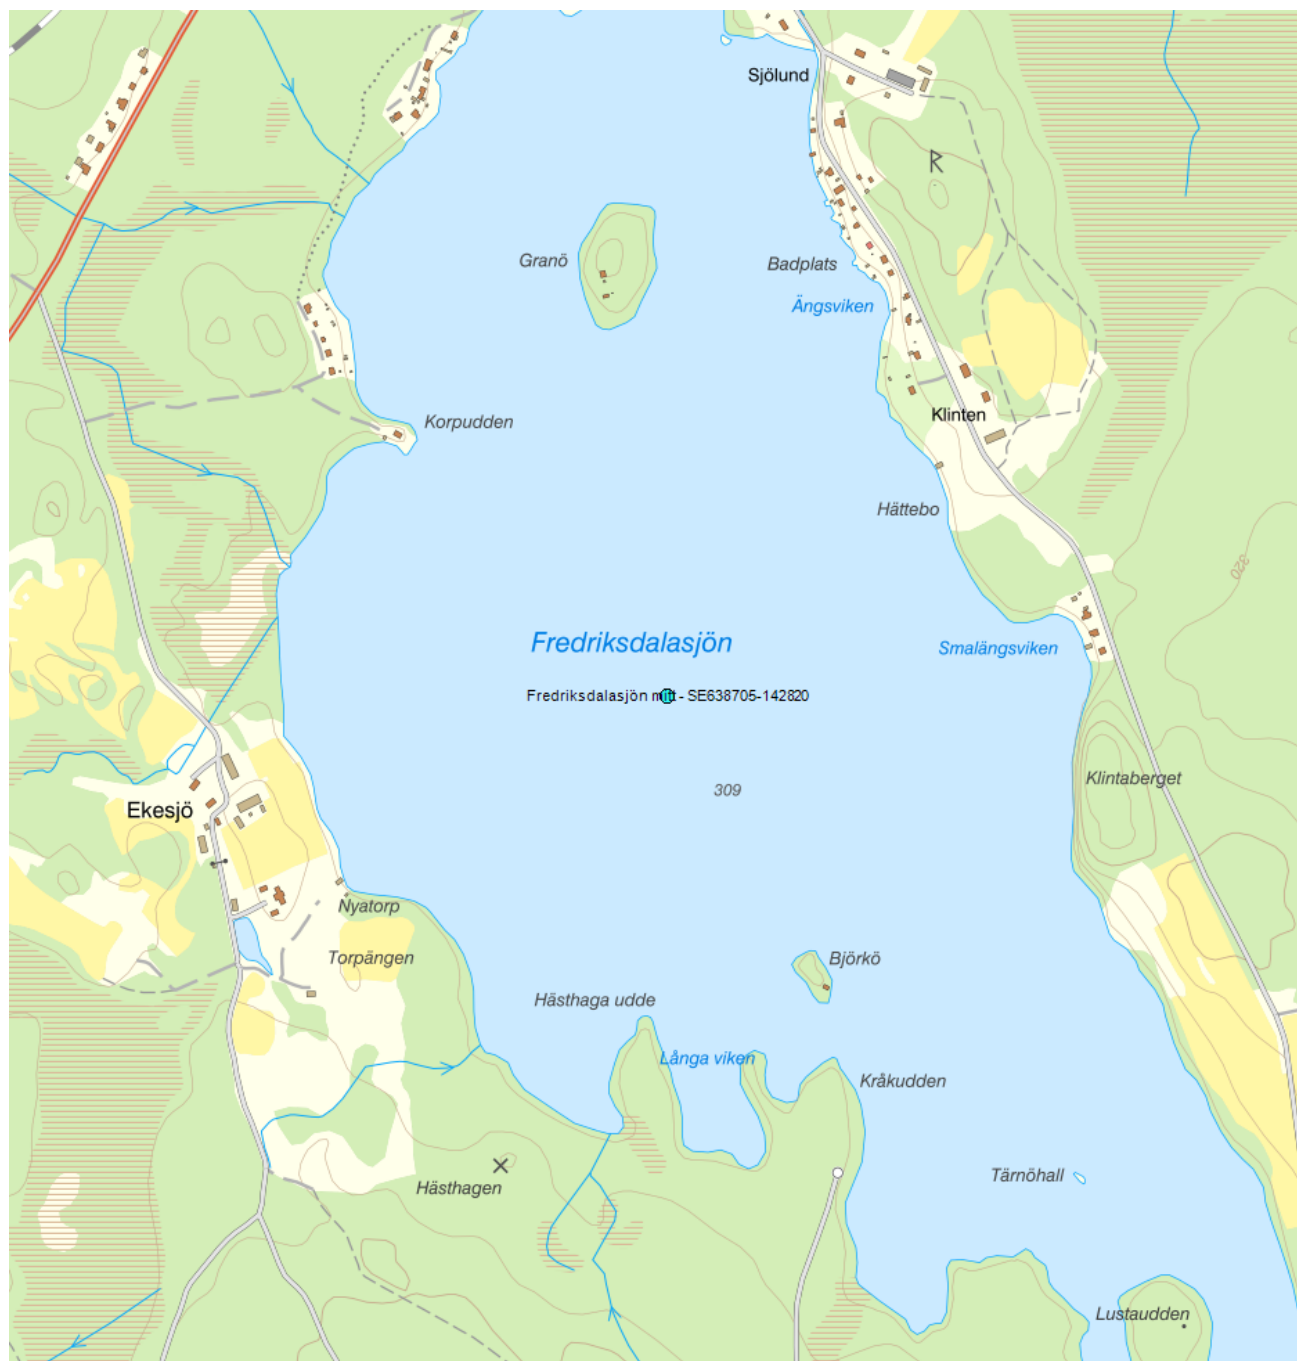 Sjölund
R
Granö
Badplats
Ängsviken
Korpudden
Klinten
Hättebo
320
Fredriksdalasjön
Smalängsviken
Fredriksdalasjön mitt - SE638705-142820
Klintaberget
309
Ekesjö
Nyatorp
Torpängen
Björkö
Hästhaga udde
Långa viken
Kråkudden
Tärnöhall
Hästhagen
Lustaudden